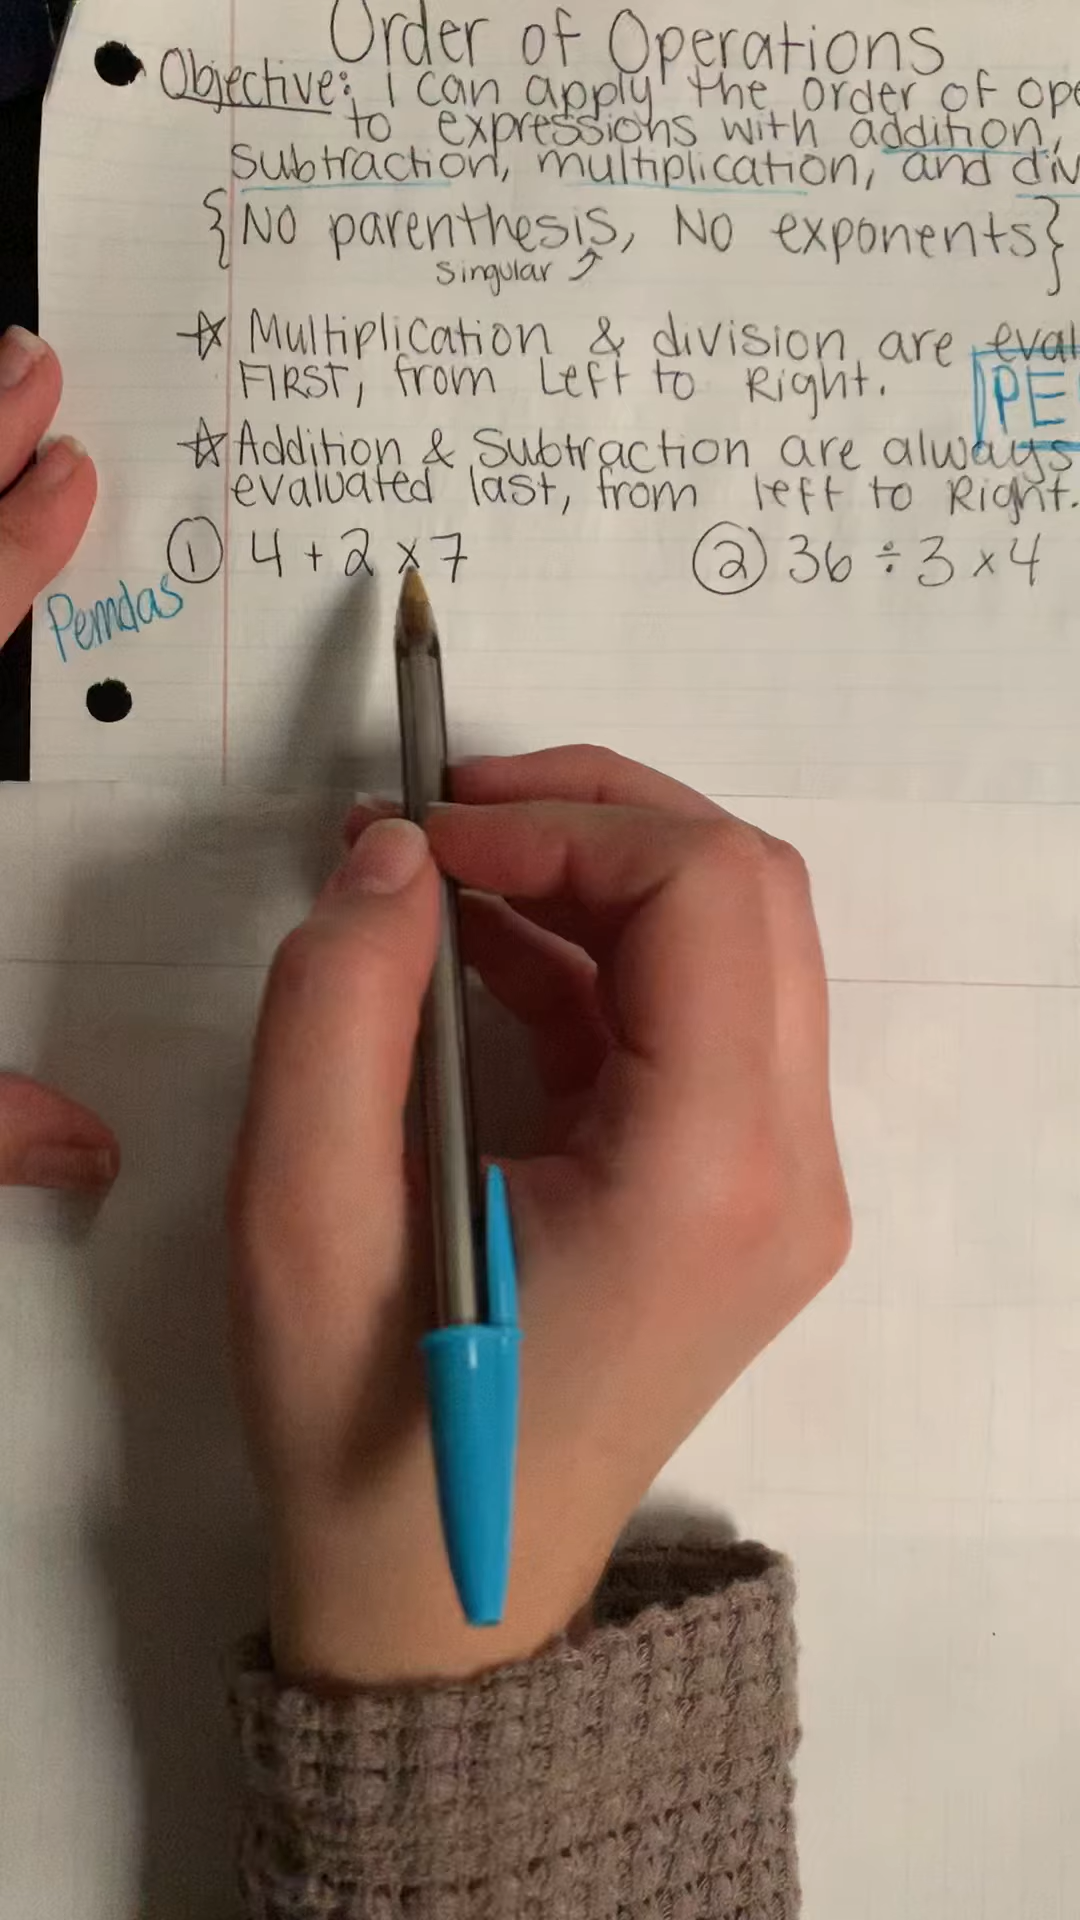 Order of Operations
Objective: I can apply the order of ope
to expressions with addition,
subtraction, multiplication, and div
{No parenthesis, No exponents}
singular
☆ Multiplication & division are eval
FIRST, from Left to Right.
PE
☆ Addition & Subtraction are always
evaluated last, from left to Right.
① 4 + 2 × 7 ② 36 ÷ 3 × 4
Pemdas